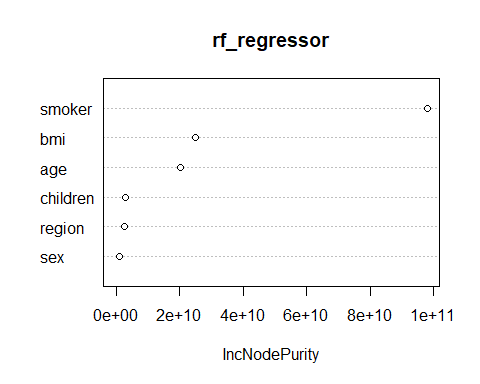 rf_regressor
smoker
bmi
age
children
region
sex
0e+00 2e+10 4e+10 6e+10 8e+10 1e+11
IncNodePurity